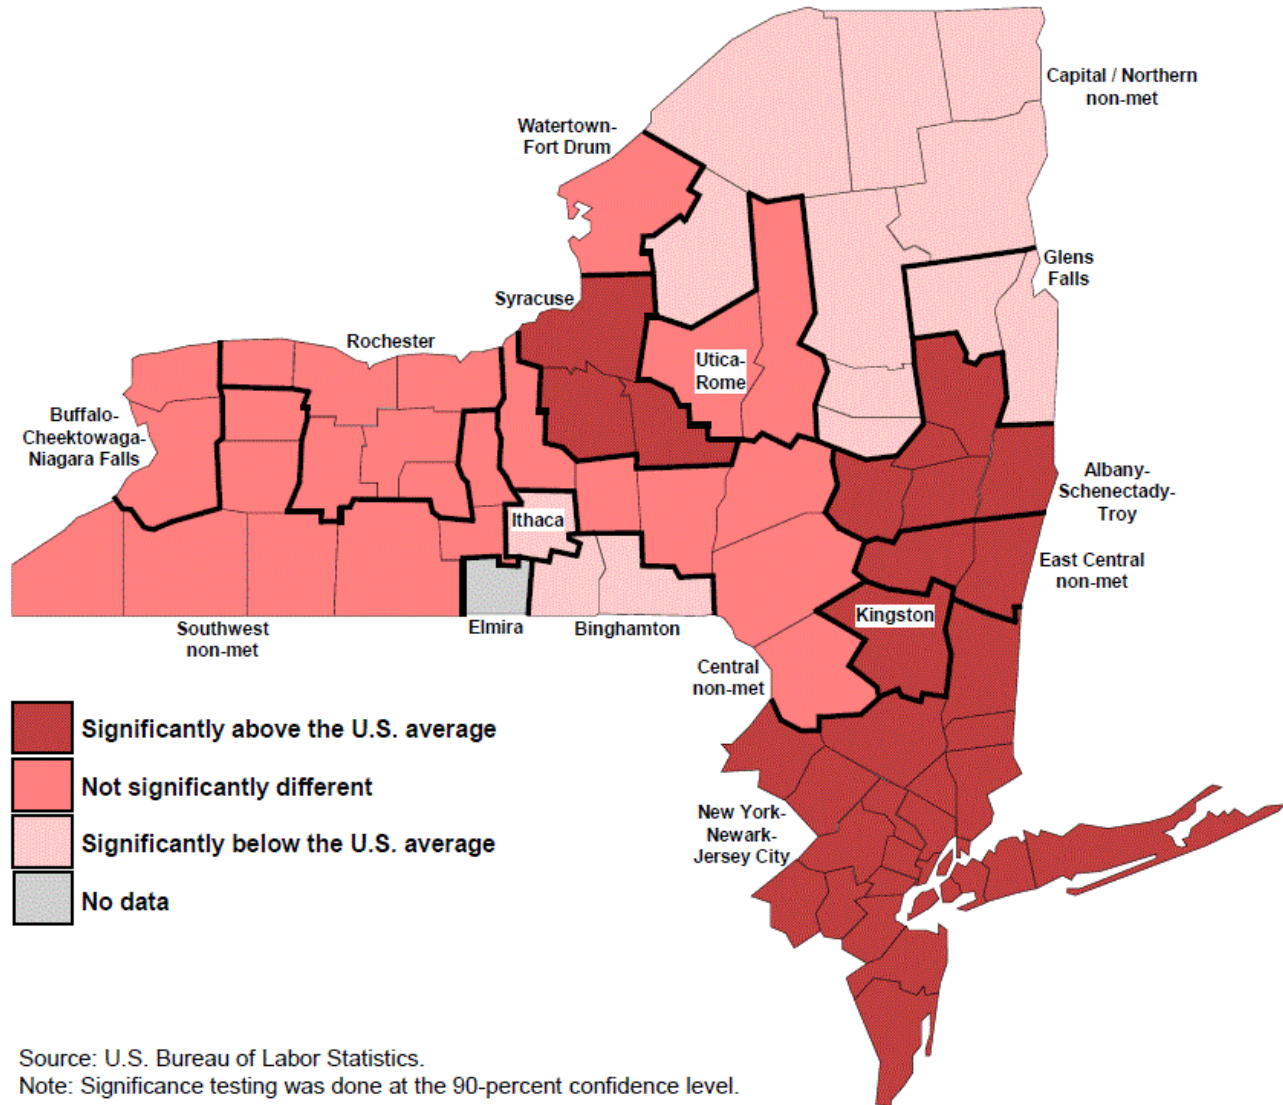 Capital / Northern
non-met
Watertown-
Fort Drum
Glens
Falls
Syracuse
Rochester
Utica-
Rome
Buffalo-
Cheektowaga-
Niagara Falls
Albany-
Schenectady-
Troy
Ithaca
East Central
non-met
Kingston
Southwest
non-met
Elmira
Binghamton
Central
non-met
Significantly above the U.S. average
Not significantly different
Significantly below the U.S. average
No data
New York-
Newark-
Jersey City
Source: U.S. Bureau of Labor Statistics.
Note: Significance testing was done at the 90-percent confidence level.